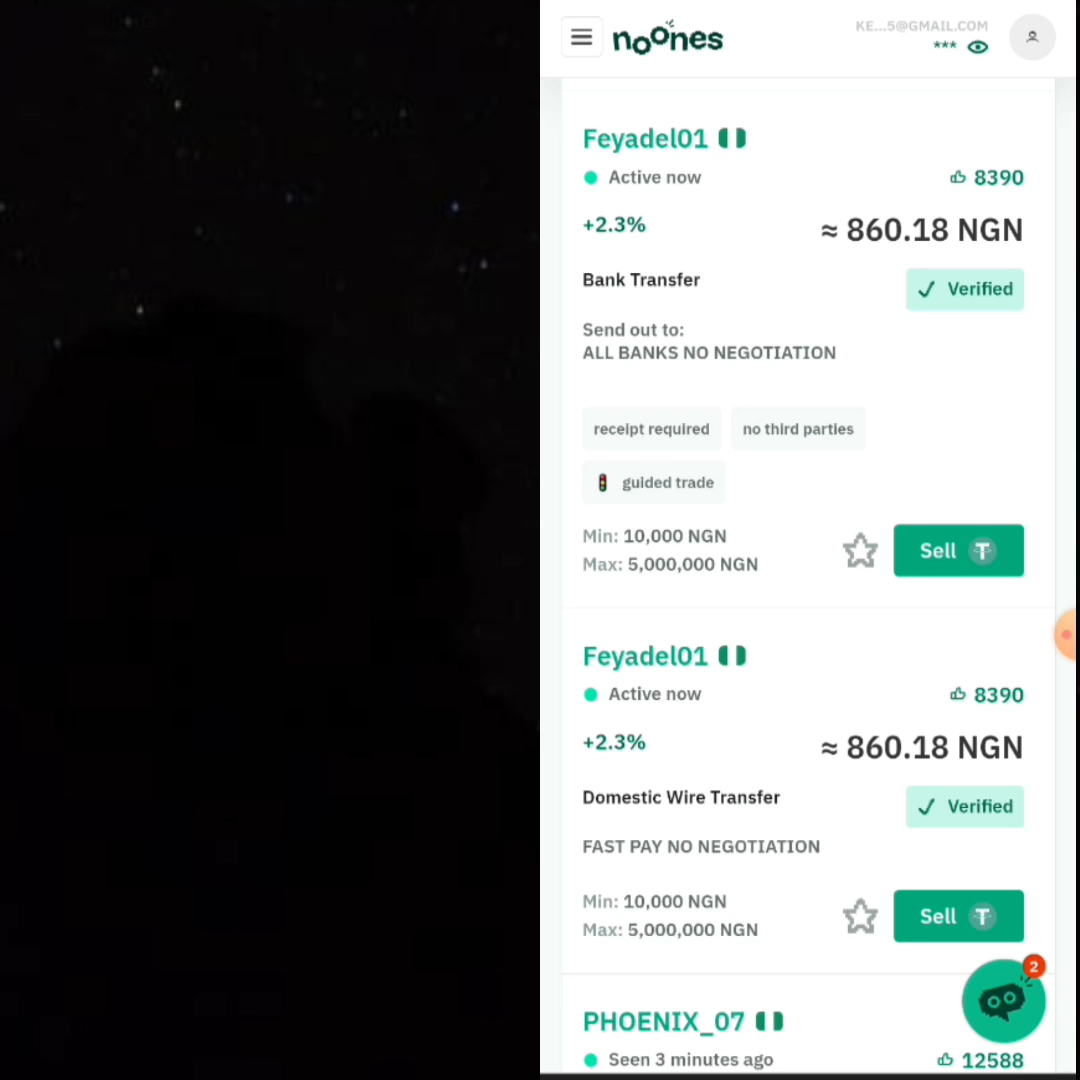 noones
KE...5@GMAIL.COM
***
Feyadel01
Active now
8390
+2.3%
≈ 860.18 NGN
Bank Transfer
Verified
Send out to:
ALL BANKS NO NEGOTIATION
receipt required
no third parties
guided trade
Min: 10,000 NGN
Max: 5,000,000 NGN
Sell
Feyadel01
Active now
8390
+2.3%
≈ 860.18 NGN
Domestic Wire Transfer
Verified
FAST PAY NO NEGOTIATION
Min: 10,000 NGN
Max: 5,000,000 NGN
Sell
2
PHOENIX_07
Seen 3 minutes ago
12588